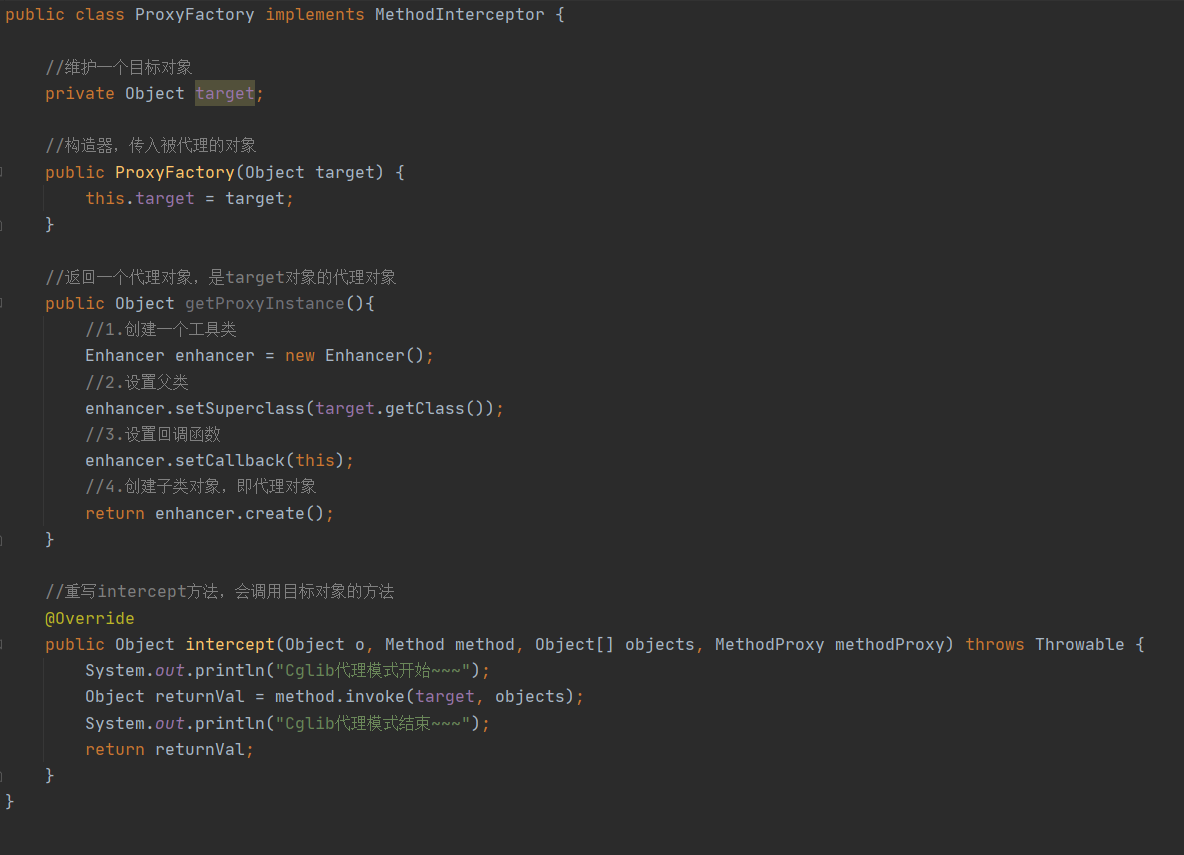 public class ProxyFactory implements MethodInterceptor {
//维护一个目标对象
private Object target;
//构造器，传入被代理的对象
public ProxyFactory(Object target) {
this.target = target;
}
//返回一个代理对象，是target对象的代理对象
public Object getProxyInstance(){
//1.创建一个工具类
Enhancer enhancer = new Enhancer();
//2.设置父类
enhancer.setSuperclass(target.getClass());
//3.设置回调函数
enhancer.setCallback(this);
//4.创建子类对象，即代理对象
return enhancer.create();
}
//重写intercept方法，会调用目标对象的方法
@Override
public Object intercept(Object o, Method method, Object[] objects, MethodProxy methodProxy) throws Throwable {
System.out.println("Cglib代理模式开始~~~");
Object returnVal = method.invoke(target, objects);
System.out.println("Cglib代理模式结束~~~");
return returnVal;
}
}